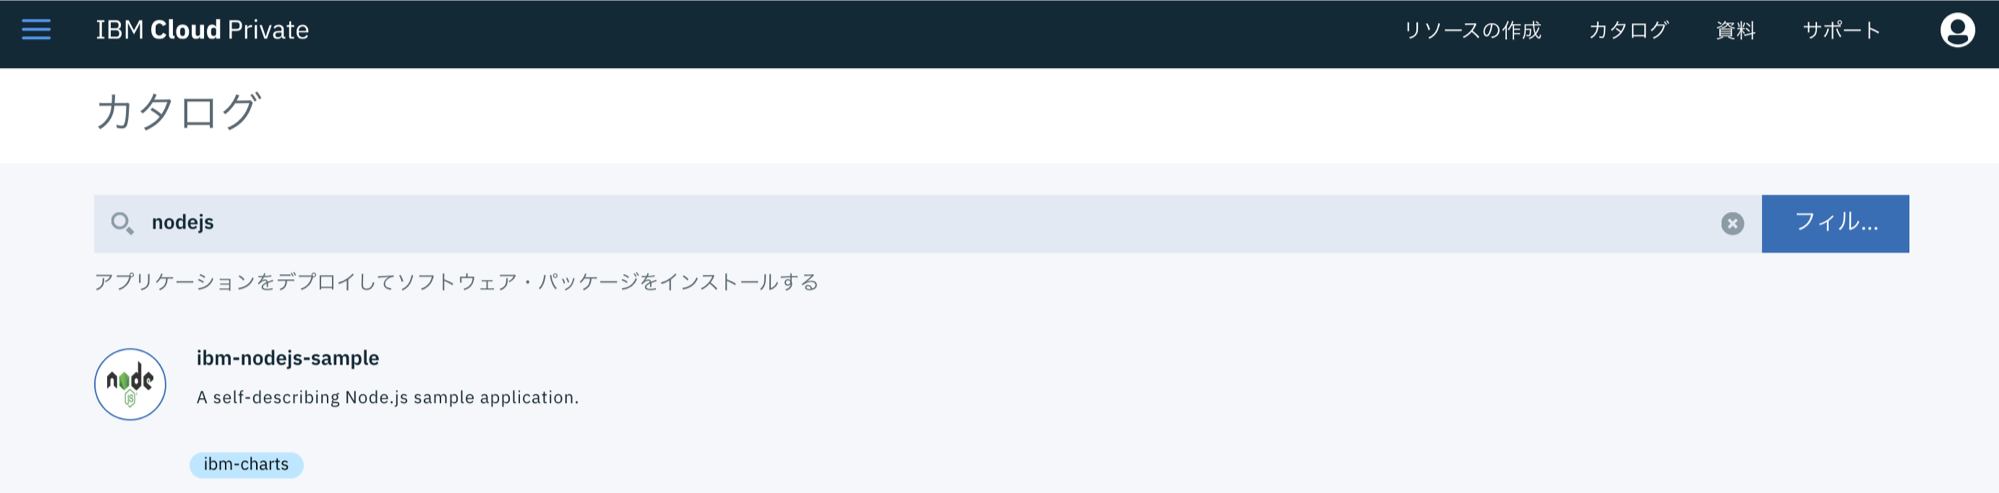 IBM Cloud Private
リソースの作成 カタログ 資料 サポート
カタログ
nodejs
フィル...
アプリケーションをデプロイしてソフトウェア・パッケージをインストールする
node
JS
ibm-nodejs-sample
A self-describing Node.js sample application.
ibm-charts